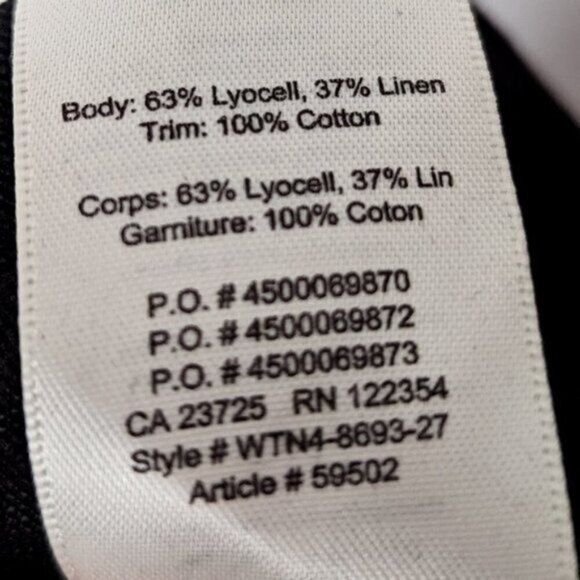 Body: 63% Lyocell, 37% Linen
Trim: 100% Cotton
Corps: 63% Lyocell, 37% Lin
Garniture: 100% Coton
P.O. # 4500069870
P.O. # 4500069872
P.O. # 4500069873
CA 23725 RN 122354
Style # WTN4-8693-27
Article # 59502